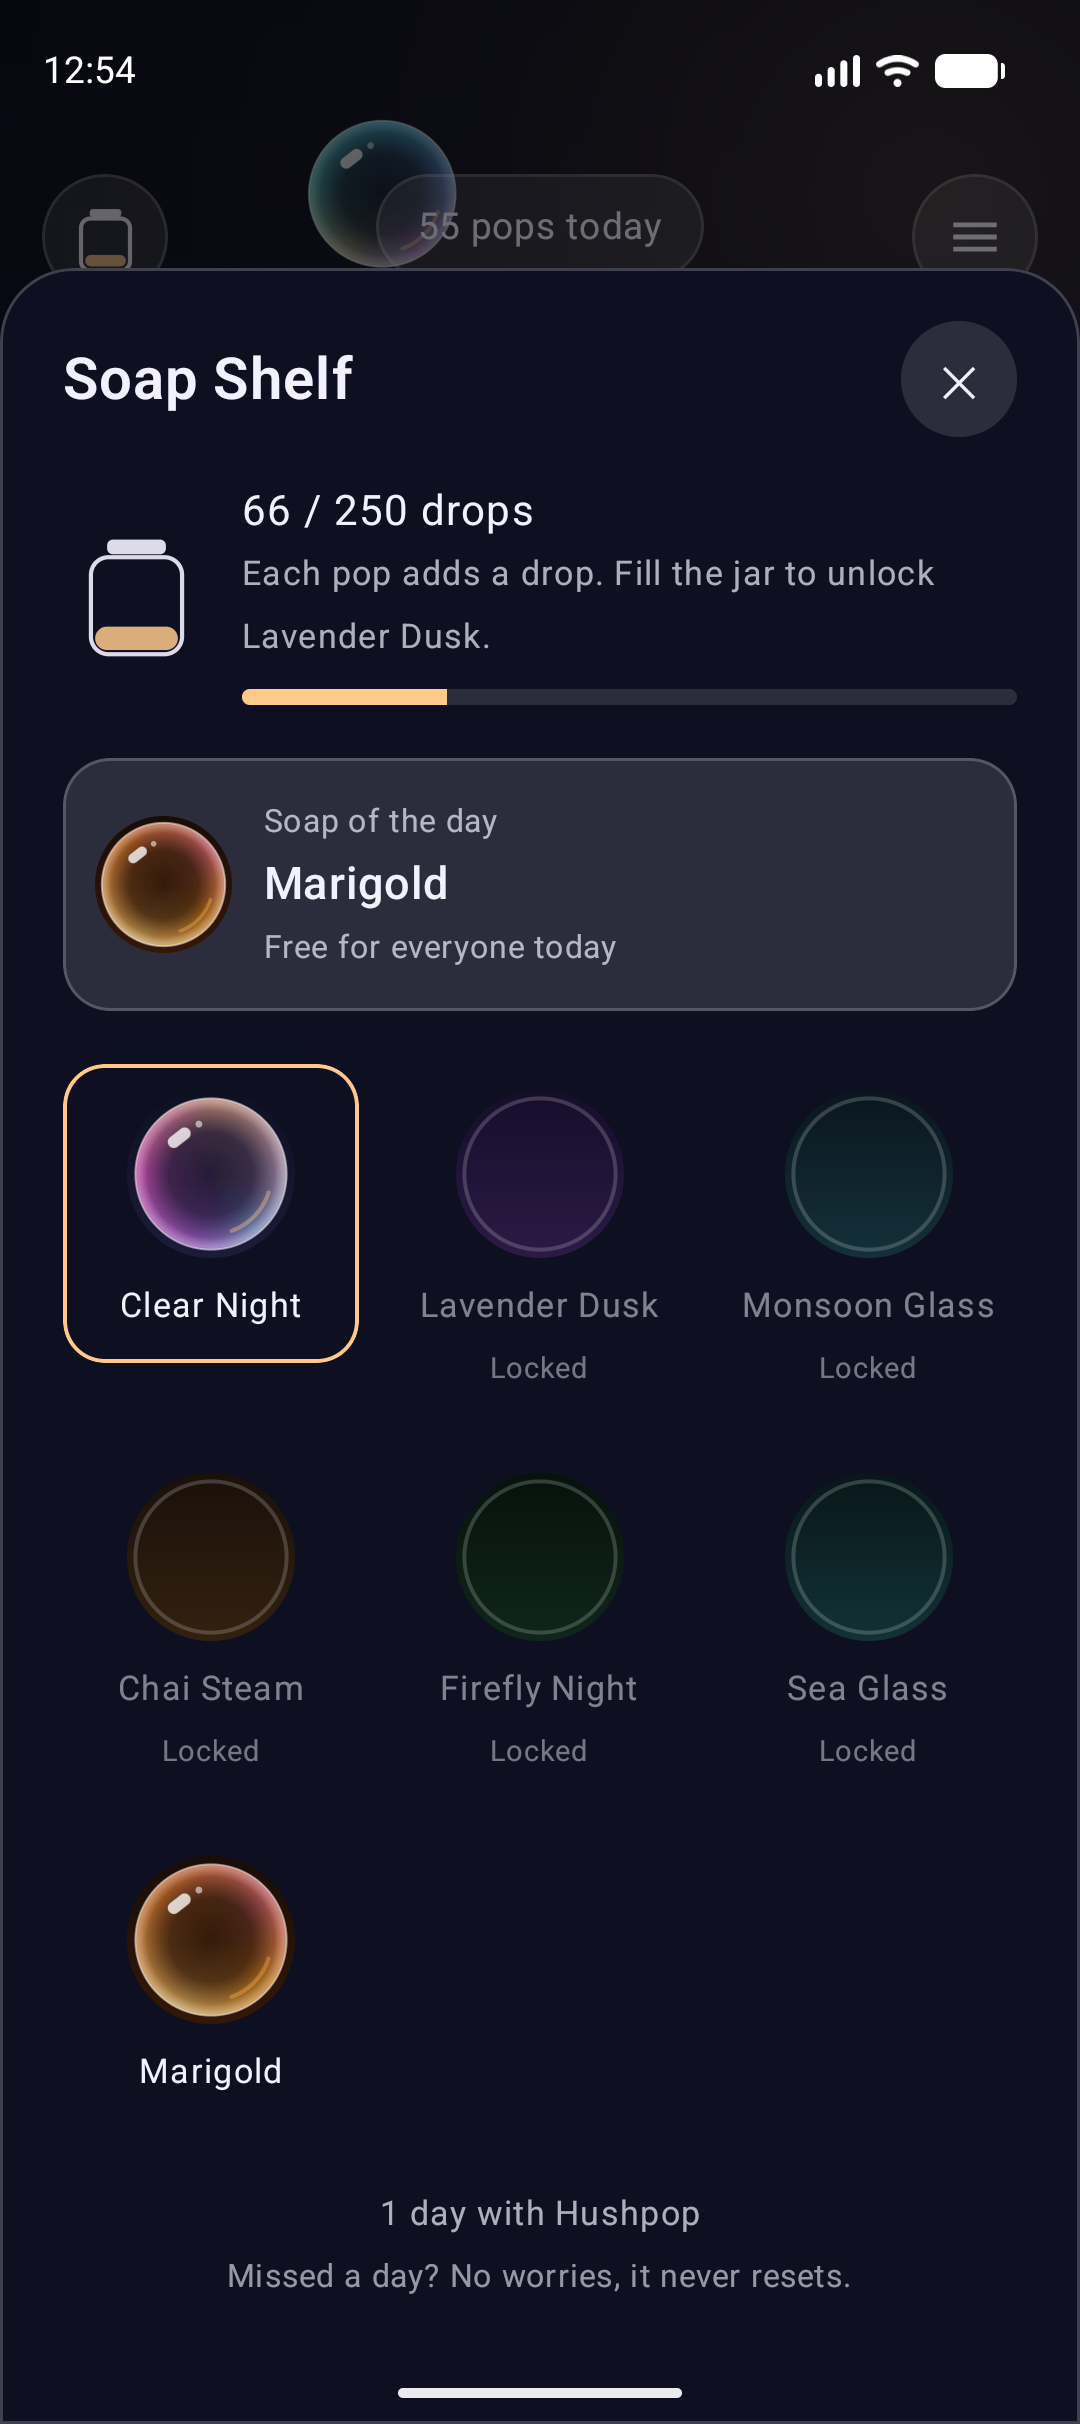 12:54
55 pops today
Soap Shelf
66 / 250 drops
Each pop adds a drop. Fill the jar to unlock
Lavender Dusk.
Soap of the day
Marigold
Free for everyone today
Clear Night
Lavender Dusk
Monsoon Glass
Locked
Locked
Chai Steam
Firefly Night
Sea Glass
Locked
Locked
Locked
Marigold
1 day with Hushpop
Missed a day? No worries, it never resets.